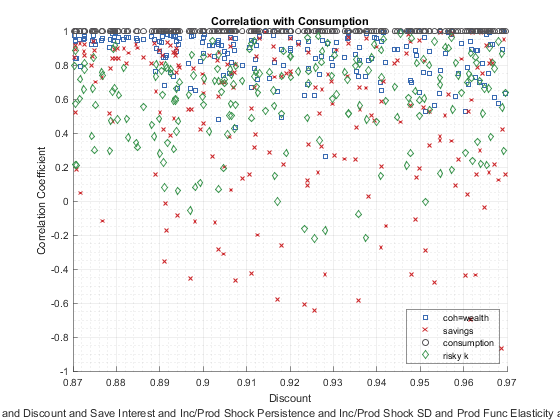 Correlation with Consumption
1
0.8
0.6
0.4
0.2
0
-0.2
-0.4
-0.6
-0.8
-1
Correlation Coefficient
coh=wealth
savings
consumption
risky k
0.87
0.88
0.89
0.9
0.91
0.92
0.93
0.94
0.95
0.96
0.97
Discount
and Discount and Save Interest and Inc/Prod Shock Persistence and Inc/Prod Shock SD and Prod Func Elasticity a